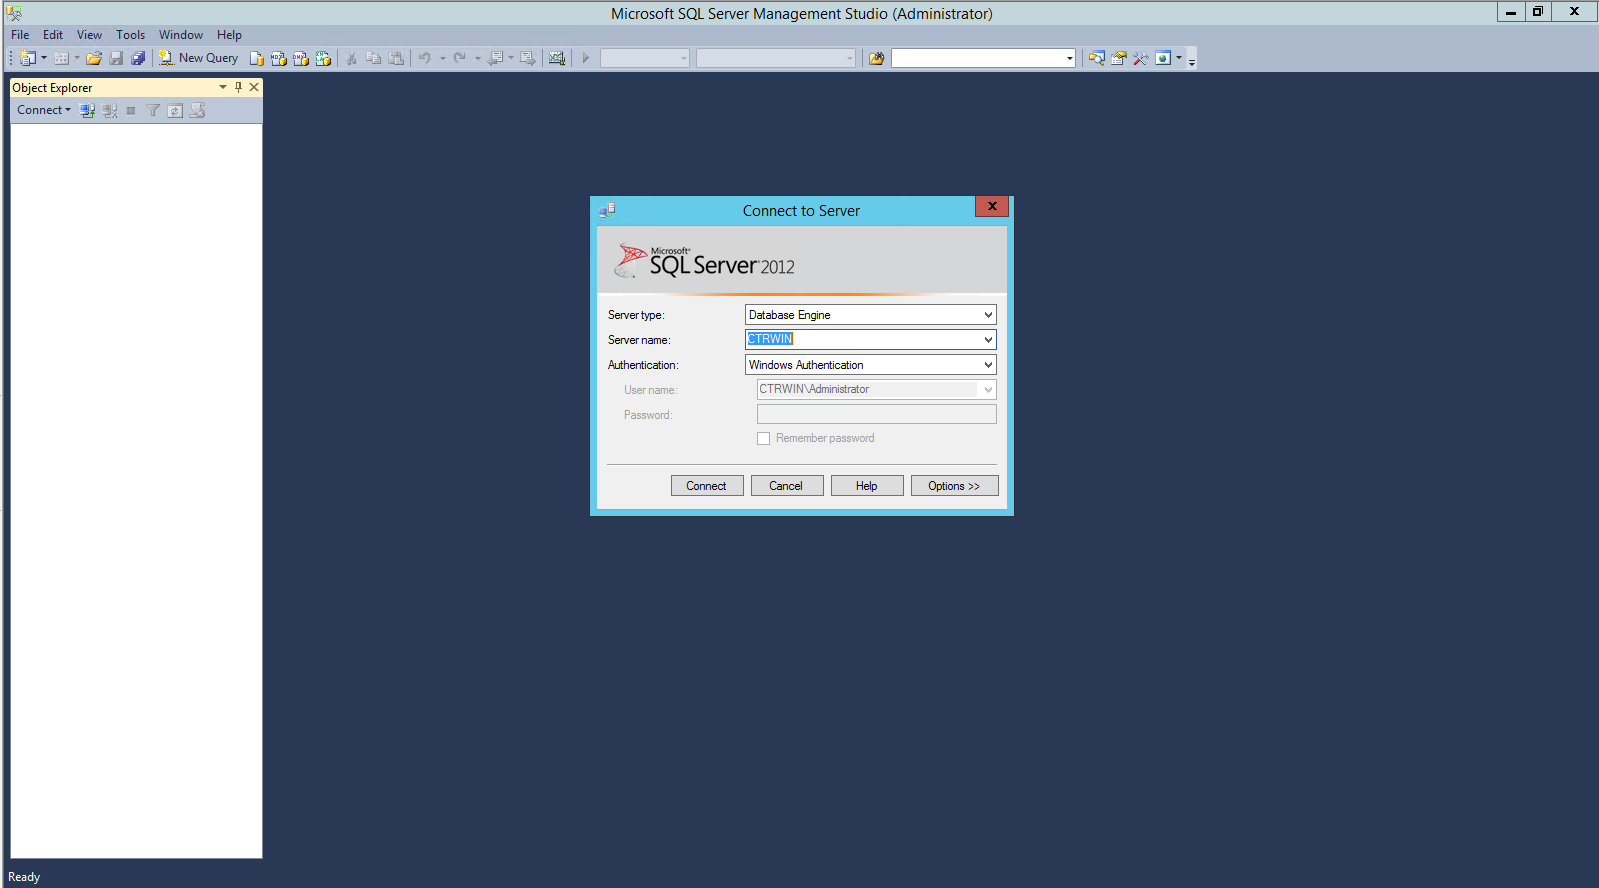 Microsoft SQL Server Management Studio (Administrator)
File Edit View Tools Window Help
New Query
Object Explorer
Connect
Connect to Server
Microsoft®
SQL Server 2012
Server type: Database Engine
Server name: CTRWIN
Authentication: Windows Authentication
User name: CTRWIN\Administrator
Password:
Remember password
Connect Cancel Help Options >>
Ready